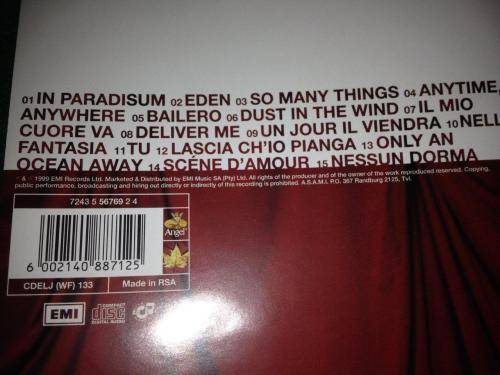 01 IN PARADISUM 02 EDEN 03 SO MANY THINGS 04 ANYTIME,
ANYWHERE 05 BAILERO 06 DUST IN THE WIND 07 IL MIO
CUORE VA 08 DELIVER ME 09 UN JOUR IL VIENDRA 10 NELL
FANTASIA 11 TU 12 LASCIA CH'IO PIANGA 13 ONLY AN
OCEAN AWAY 14 SCÉNE D'AMOUR 15 NESSUN DORMA
℗ & © 1999 EMI Records Ltd. Marketed & Distributed by EMI Music SA (Pty) Ltd. All rights of the producer and of the owner of the work reproduced reserved. Copying,
public performance, broadcasting and hiring out directly or indirectly of this recording is prohibited. A.S.A.M.I. P.O. 367 Randburg 2125, Tvl.
7243 5 56769 2 4
Angel
6 002140 887125
CDELJ (WF) 133
Made in RSA
EMI
COMPACT
disc
DIGITAL AUDIO